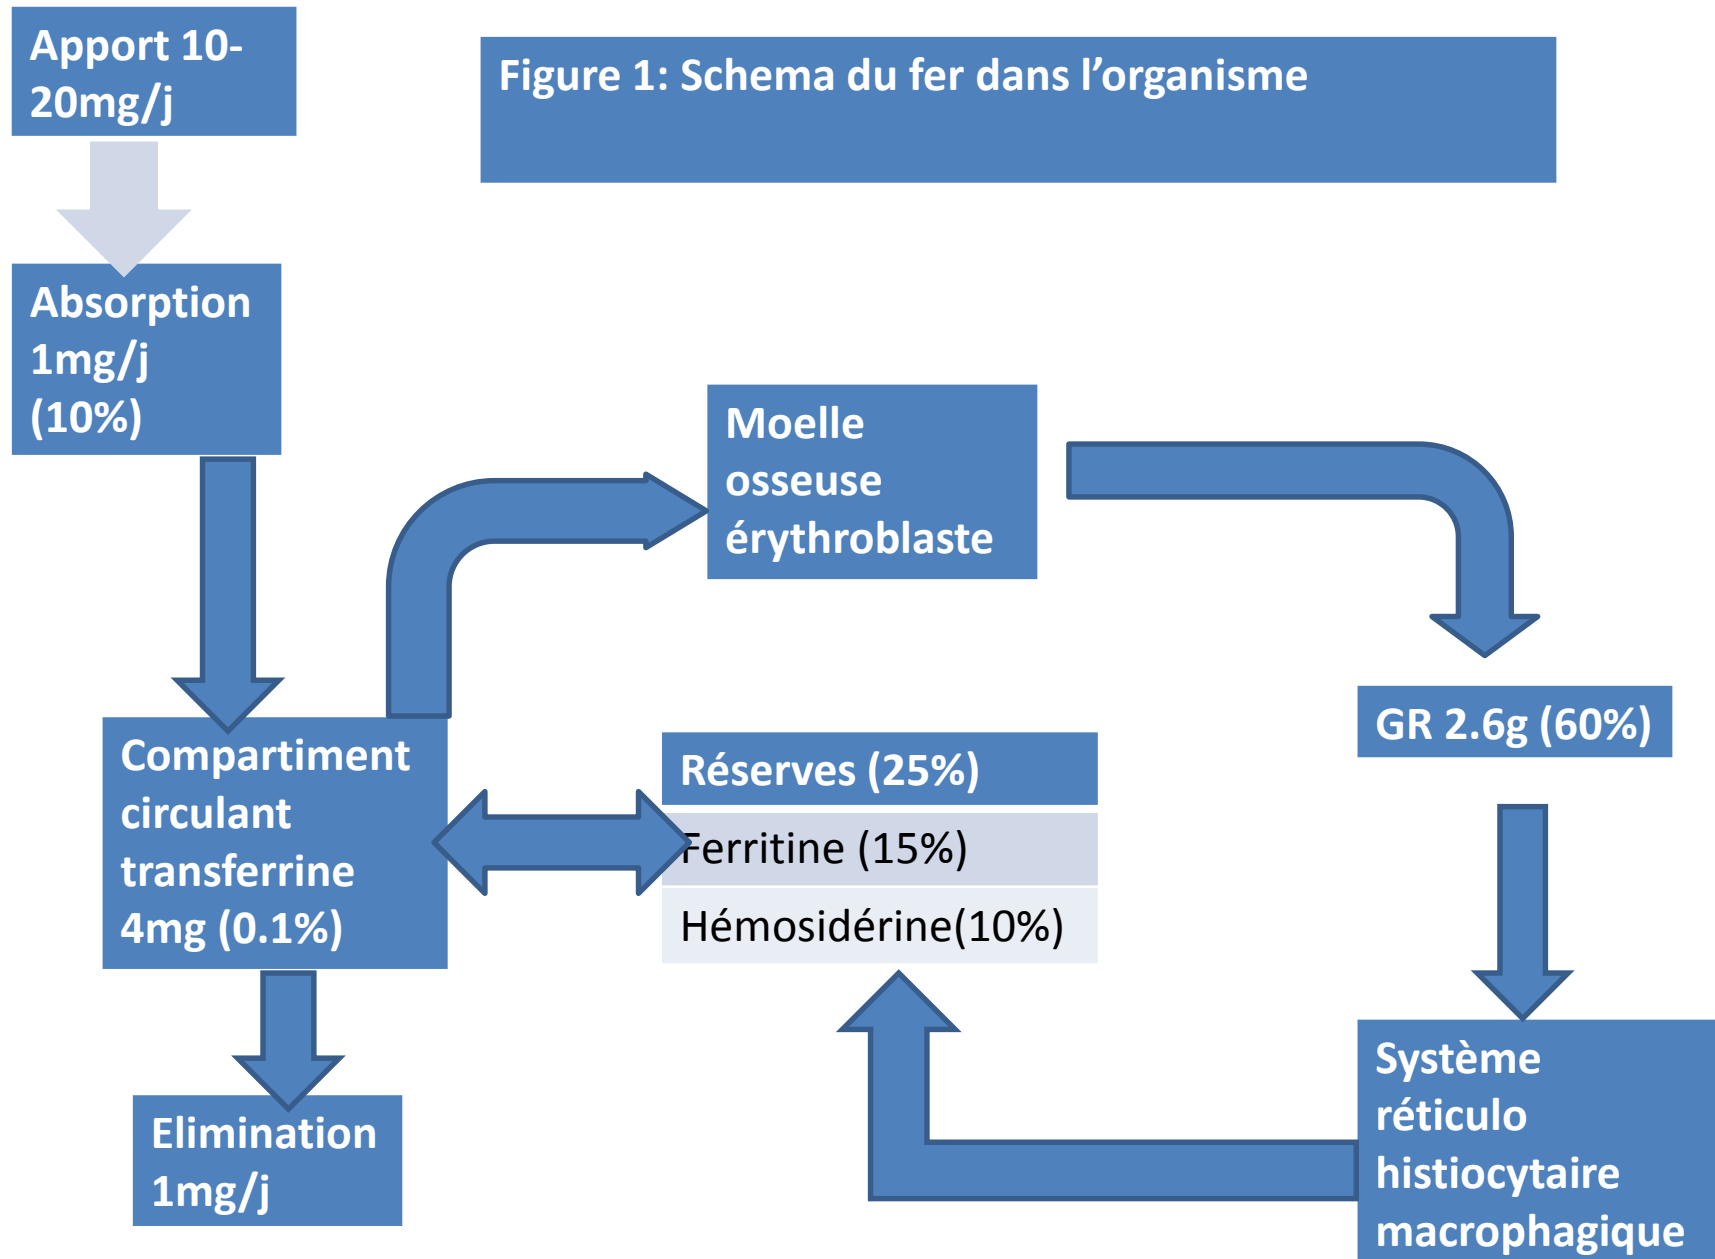 Apport 10-
20mg/j
Figure 1: Schema du fer dans l’organisme
Absorption
1mg/j
(10%)
Moelle
osseuse
érythroblaste
GR 2.6g (60%)
Compartiment
circulant
transferrine
4mg (0.1%)
Réserves (25%)
Ferritine (15%)
Hémosidérine(10%)
Elimination
1mg/j
Système
réticulo
histiocytaire
macrophagique